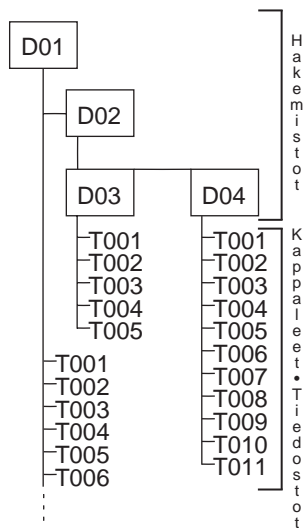 D01
D02
D03 D04
T001 T001
T002 T002
T003 T003
T004 T004
T005 T005
T001 T006
T002 T007
T003 T008
T004 T009
T005 T010
T006 T011
Hakemistot
Kappaleet•Tiedostot